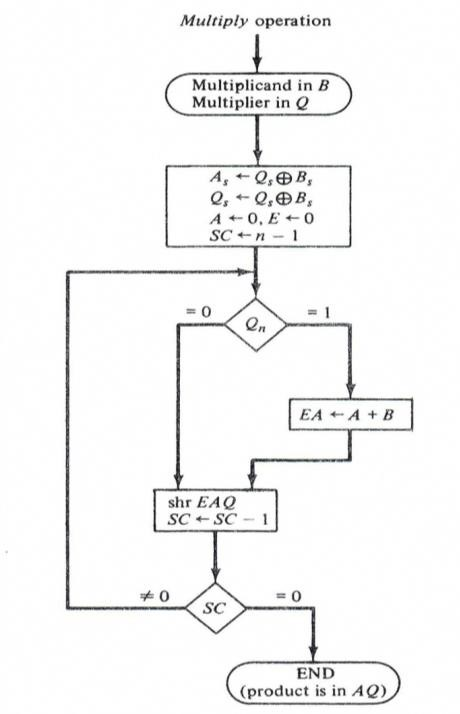 Multiply operation
Multiplicand in B
Multiplier in Q
Aₛ ← Qₛ ⊕ Bₛ
Qₛ ← Qₛ ⊕ Bₛ
A ← 0, E ← 0
SC ← n − 1
= 0
= 1
Qₙ
EA ← A + B
shr EAQ
SC ← SC − 1
≠ 0
= 0
SC
END
(product is in AQ)